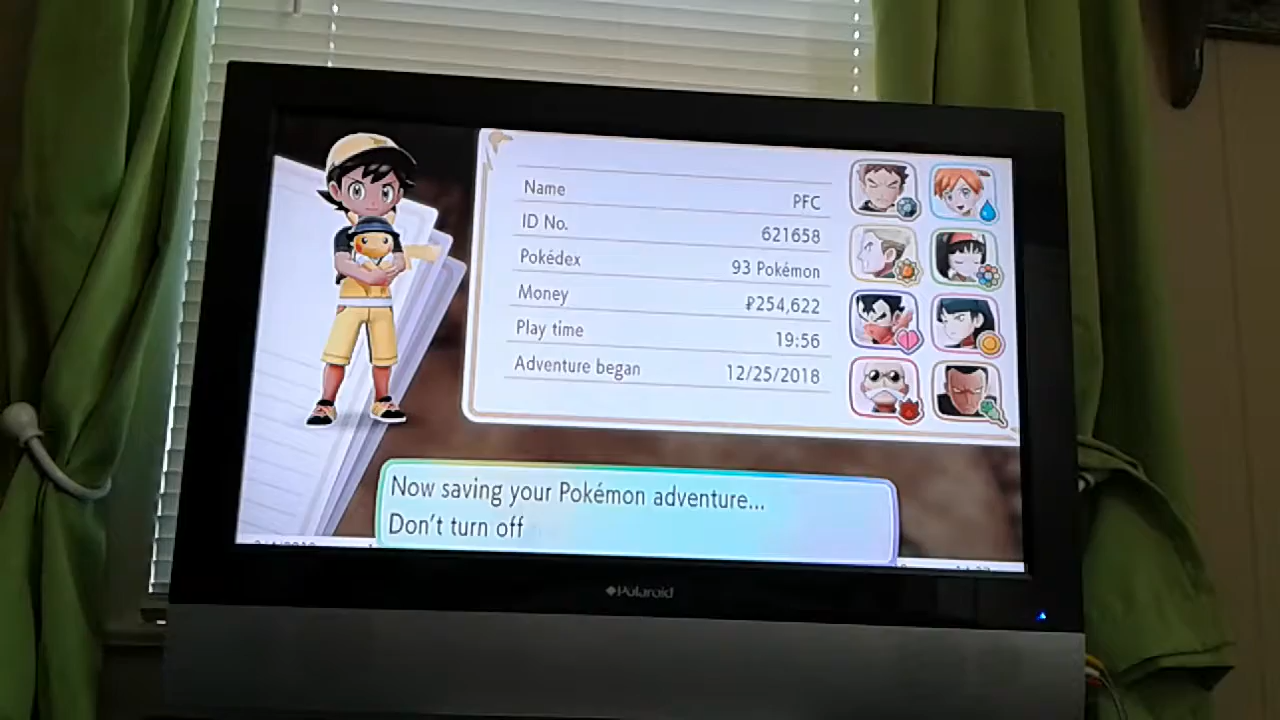 Name PFC
ID No. 621658
Pokédex 93 Pokémon
Money ₽254,622
Play time 19:56
Adventure began 12/25/2018
Now saving your Pokémon adventure...
Don't turn off
Polaroid